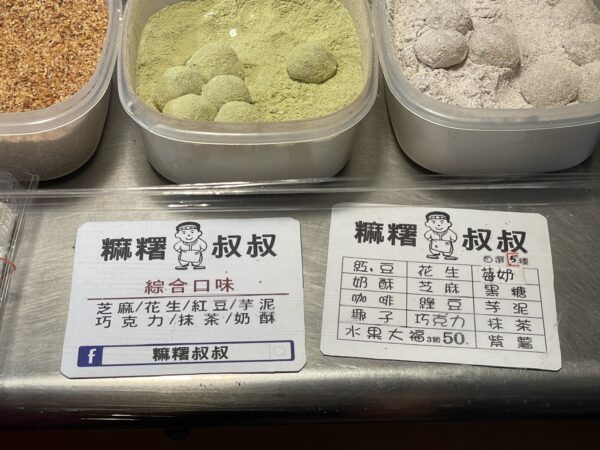 麻糬 叔叔
綜合口味
芝麻/花生/紅豆/芋泥
巧克力/抹茶/奶酥
f 麻糬叔叔
麻糬 叔叔
自選5種
紅.豆 花生 莓奶
奶酥 芝麻 黑糖
咖啡 綠豆 芋泥
椰子 巧克力 抹茶
水果大福3顆50. 紫薯